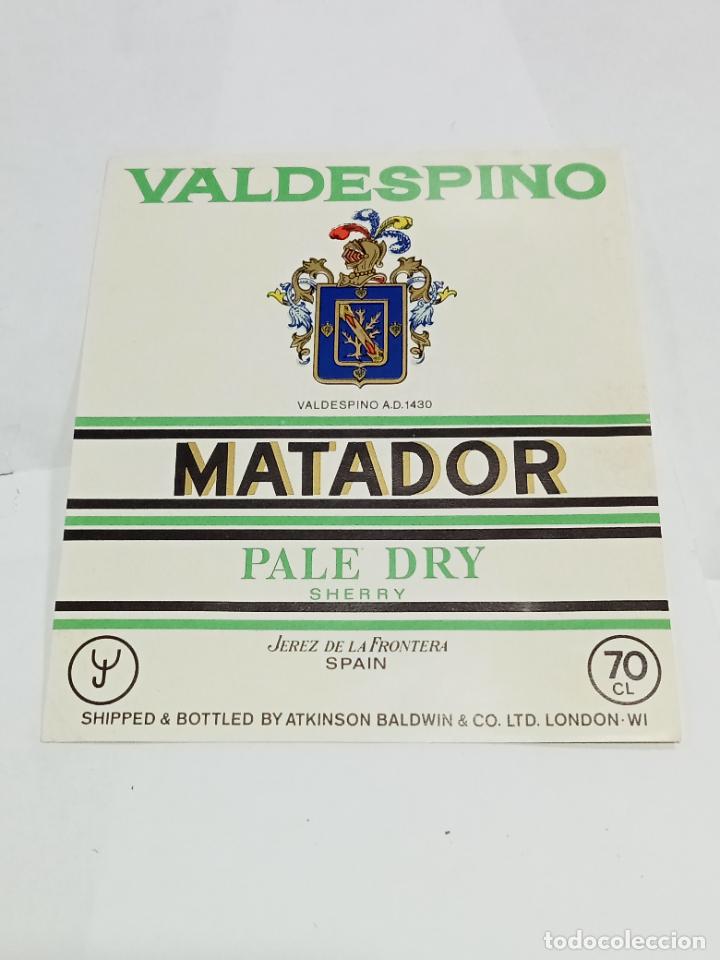 VALDESPINO
VALDESPINO A.D.1430
MATADOR
PALE DRY
SHERRY
JEREZ DE LA FRONTERA
SPAIN
70
CL
SHIPPED & BOTTLED BY ATKINSON BALDWIN & CO. LTD. LONDON·WI
todocoleccion